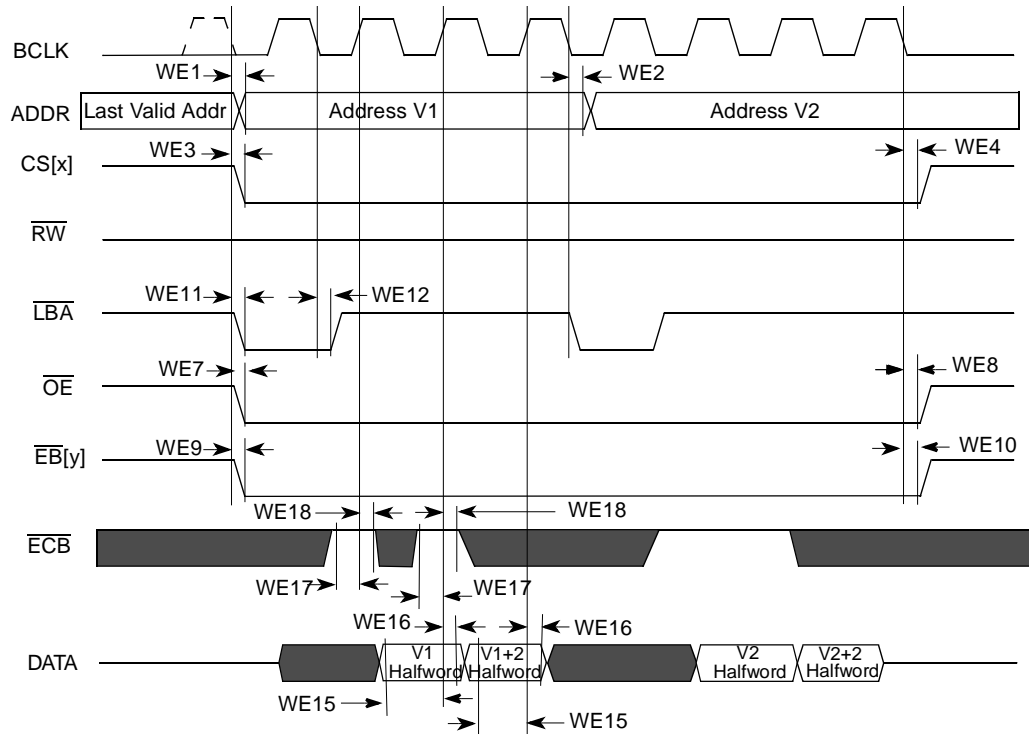 BCLK
WE1
WE2
ADDR
Last Valid Addr
Address V1
Address V2
WE3
WE4
CS[x]
RW
WE11
WE12
LBA
WE7
WE8
OE
WE9
WE10
EB[y]
WE18
WE18
ECB
WE17
WE17
WE16
WE16
DATA
V1
Halfword
V1+2
Halfword
V2
Halfword
V2+2
Halfword
WE15
WE15